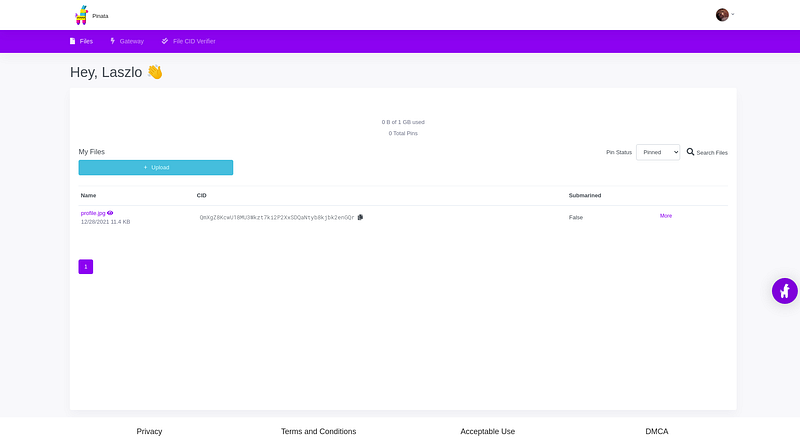 Pinata
Files Gateway File CID Verifier
Hey, Laszlo 👋
0 B of 1 GB used
0 Total Pins
My Files
Pin Status Pinned Search Files
+ Upload
Name CID Submarined
profile.jpg
12/28/2021 11.4 KB
False
More
1
Privacy Terms and Conditions Acceptable Use DMCA